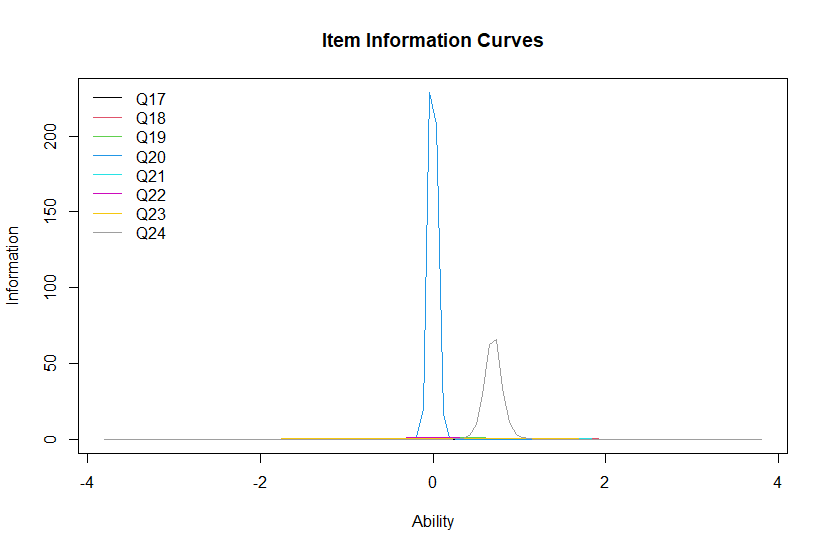 Item Information Curves
Q17
Q18
Q19
Q20
Q21
Q22
Q23
Q24
200
150
100
50
0
Information
-4
-2
0
2
4
Ability